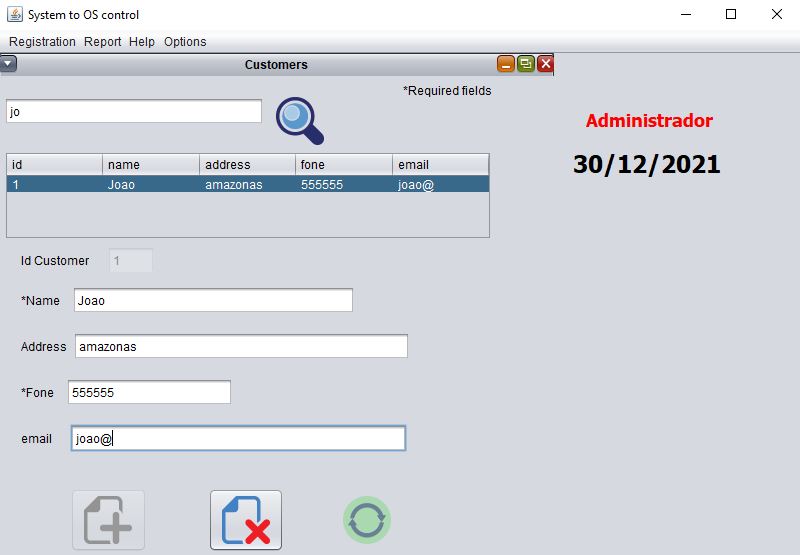 System to OS control
Registration Report Help Options
Customers
*Required fields
jo
Administrador
30/12/2021
id name address fone email
1 Joao amazonas 555555 joao@
Id Customer 1
*Name Joao
Address amazonas
*Fone 555555
email joao@